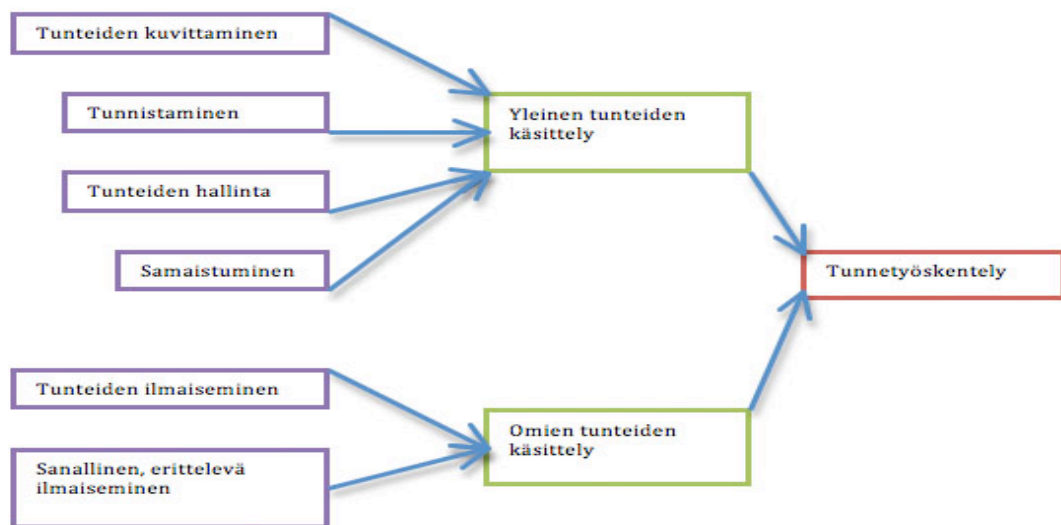 Tunteiden kuvittaminen
Tunnistaminen
Tunteiden hallinta
Samaistuminen
Yleinen tunteiden
käsittely
Tunnetyöskentely
Tunteiden ilmaiseminen
Sanallinen, erittelevä
ilmaiseminen
Omien tunteiden
käsittely